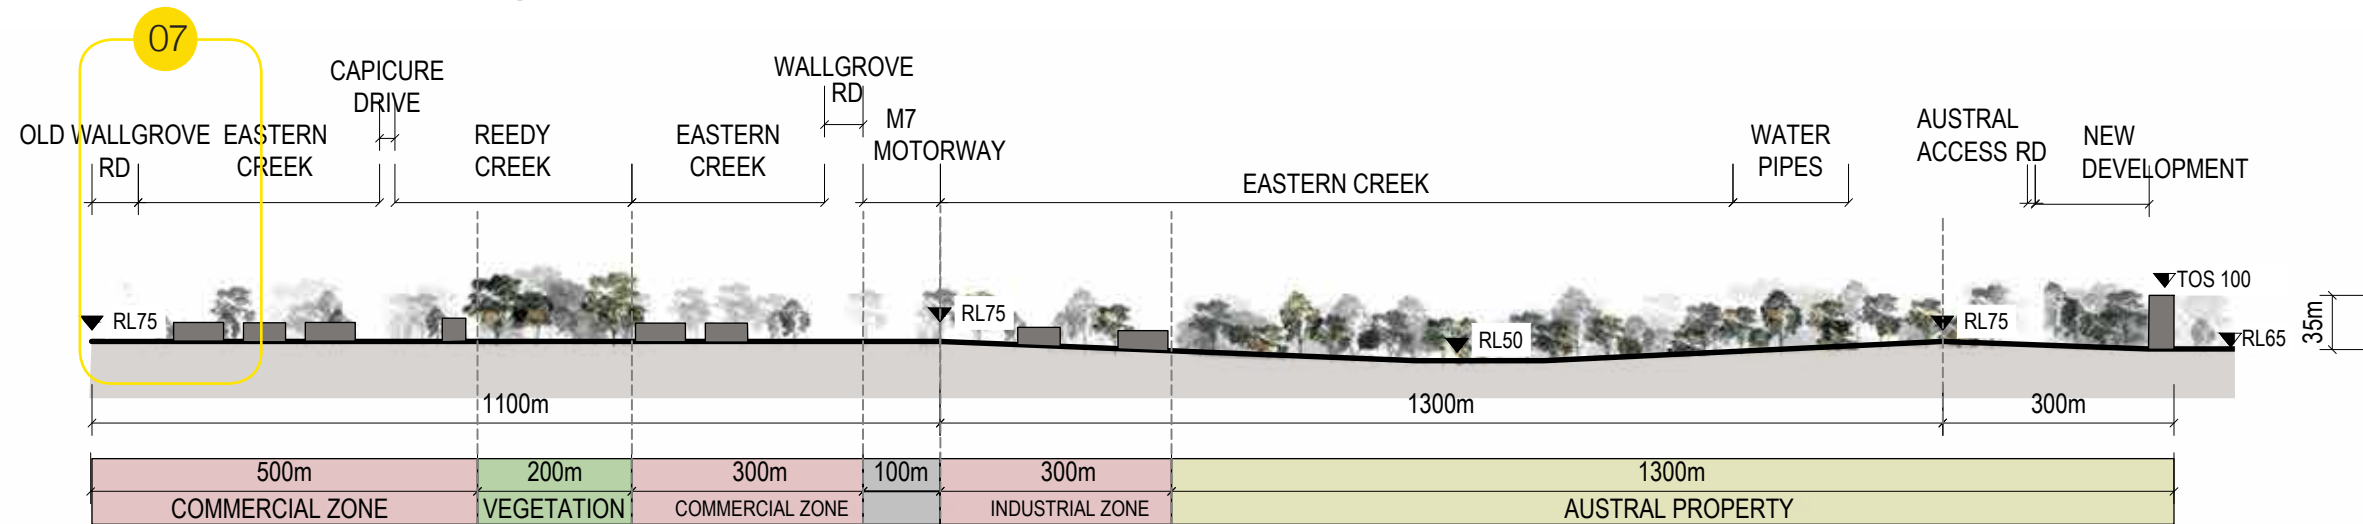 07
CAPICURE
DRIVE
WALLGROVE
RD
OLD WALLGROVE
RD
EASTERN
CREEK
REEDY
CREEK
EASTERN
CREEK
M7
MOTORWAY
EASTERN CREEK
WATER
PIPES
AUSTRAL
ACCESS RD
NEW
DEVELOPMENT
RL75
RL75
RL50
RL75
TOS 100
RL65
35m
1100m
1300m
300m
500m
200m
300m
100m
300m
1300m
COMMERCIAL ZONE
VEGETATION
COMMERCIAL ZONE
INDUSTRIAL ZONE
AUSTRAL PROPERTY